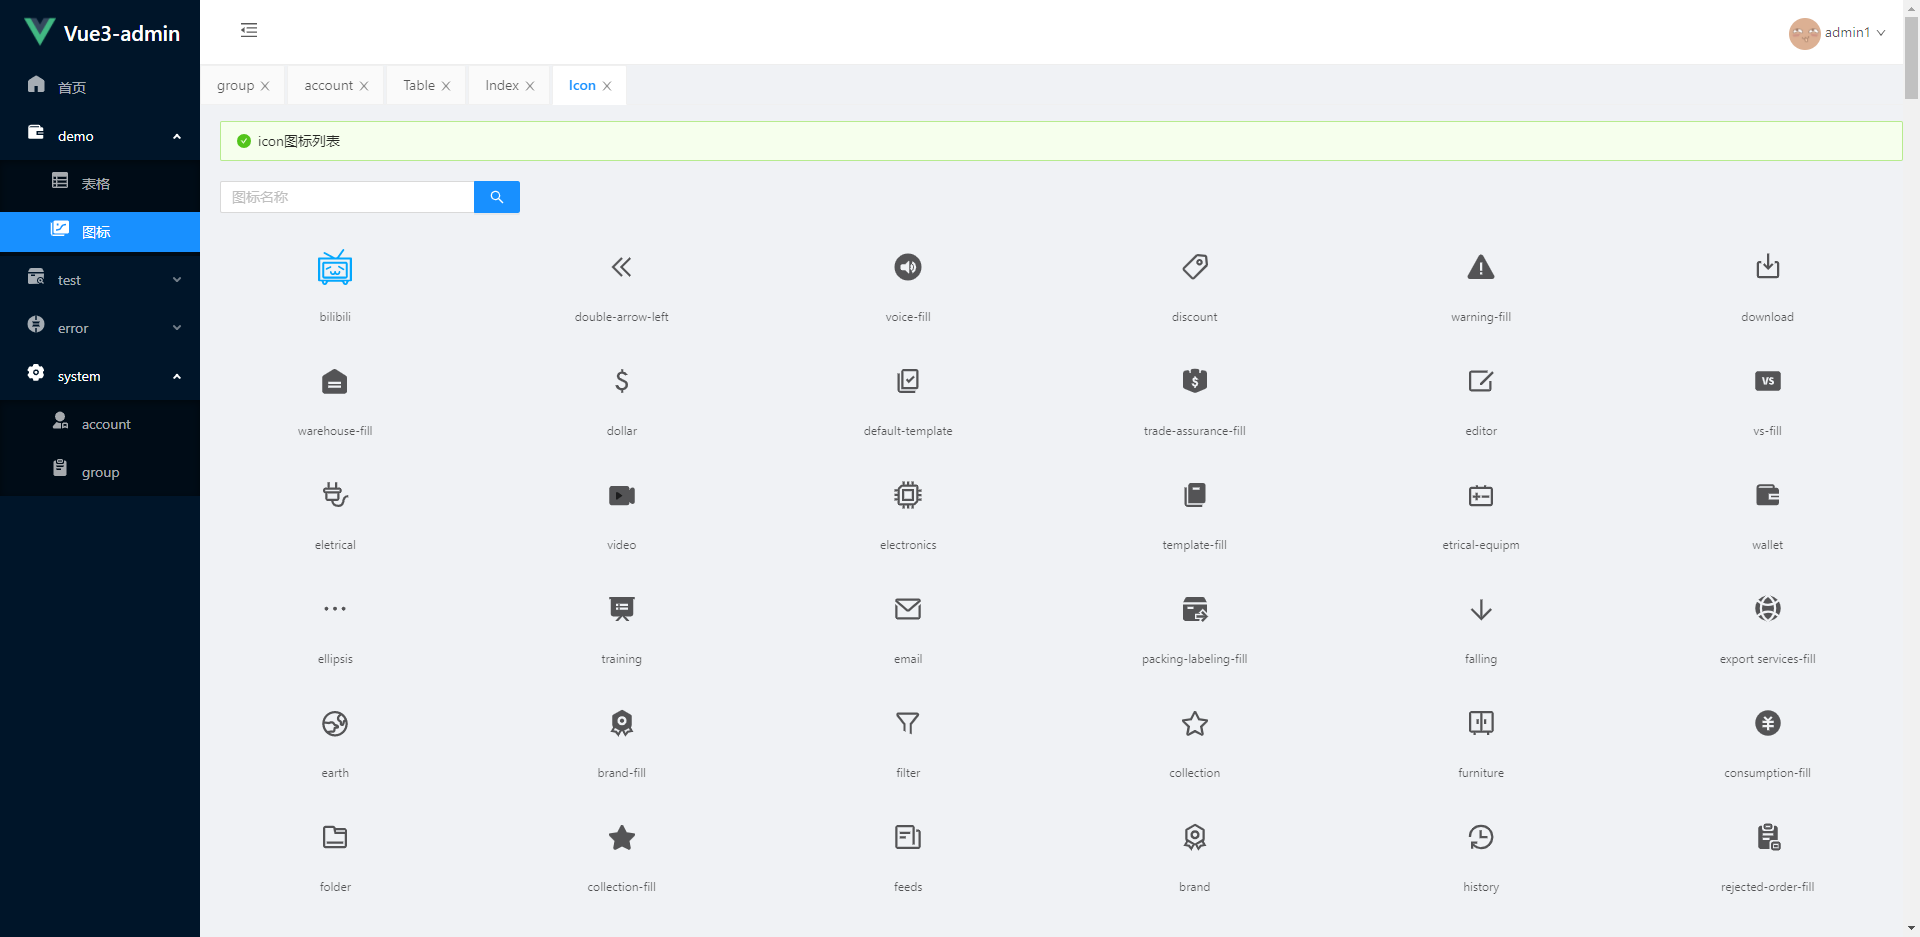 Vue3-admin
首页
demo
表格
图标
test
error
system
account
group
admin1
group
account
Table
Index
Icon
icon图标列表
图标名称
bilibili
double-arrow-left
voice-fill
discount
warning-fill
download
warehouse-fill
dollar
default-template
trade-assurance-fill
editor
VS
vs-fill
eletrical
video
electronics
template-fill
etrical-equipm
wallet
ellipsis
training
email
packing-labeling-fill
falling
export services-fill
earth
brand-fill
filter
collection
furniture
consumption-fill
folder
collection-fill
feeds
brand
history
rejected-order-fill